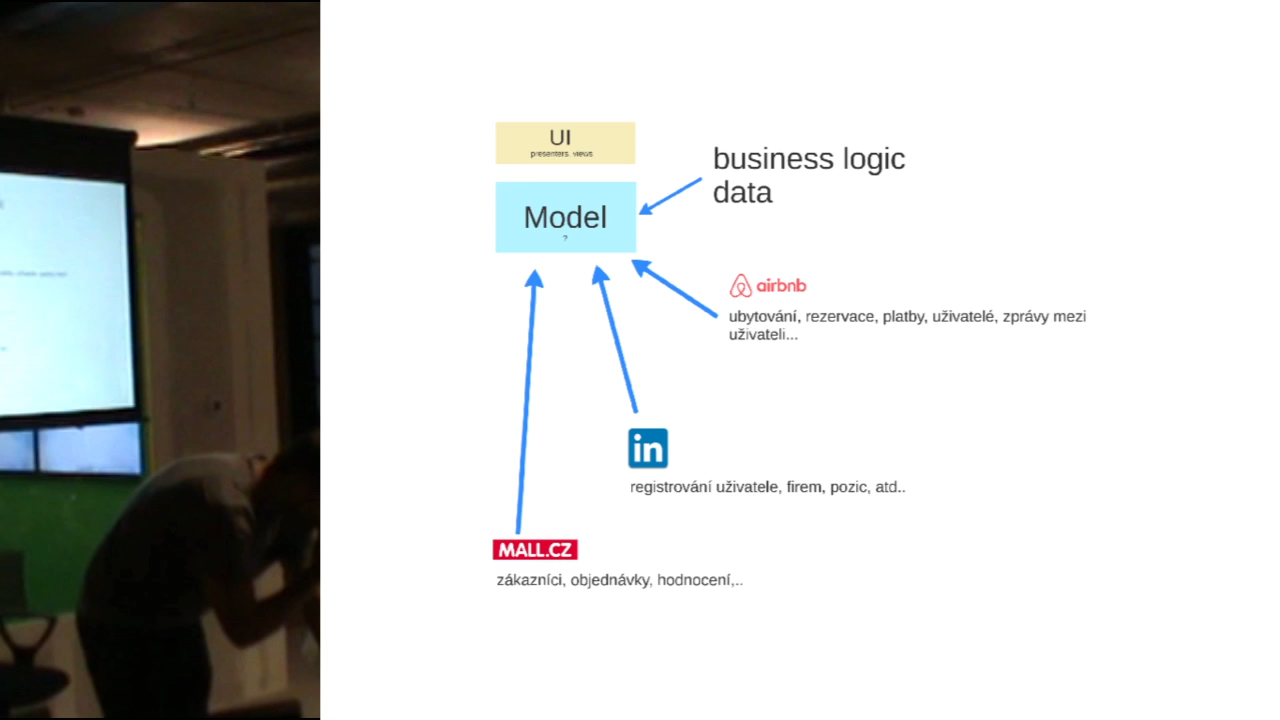 UI
presenters, views
Model
?
business logic
data
airbnb
ubytování, rezervace, platby, uživatelé, zprávy mezi
uživateli...
in
registrování uživatele, firem, pozic, atd..
MALL.CZ
zákazníci, objednávky, hodnocení,..